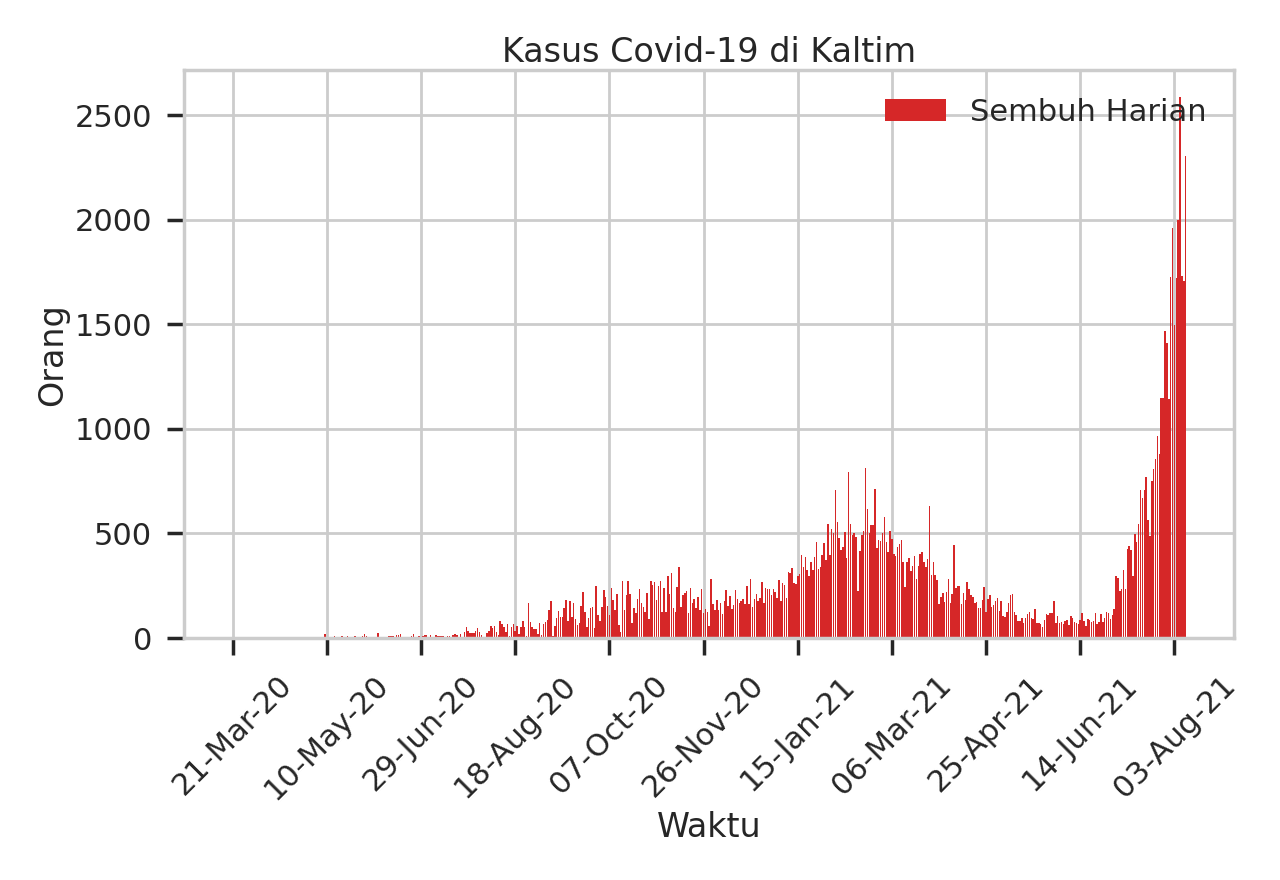 Kasus Covid-19 di Kaltim
Sembuh Harian
Orang
2500
2000
1500
1000
500
0
21-Mar-20
10-May-20
29-Jun-20
18-Aug-20
07-Oct-20
26-Nov-20
15-Jan-21
06-Mar-21
25-Apr-21
14-Jun-21
03-Aug-21
Waktu